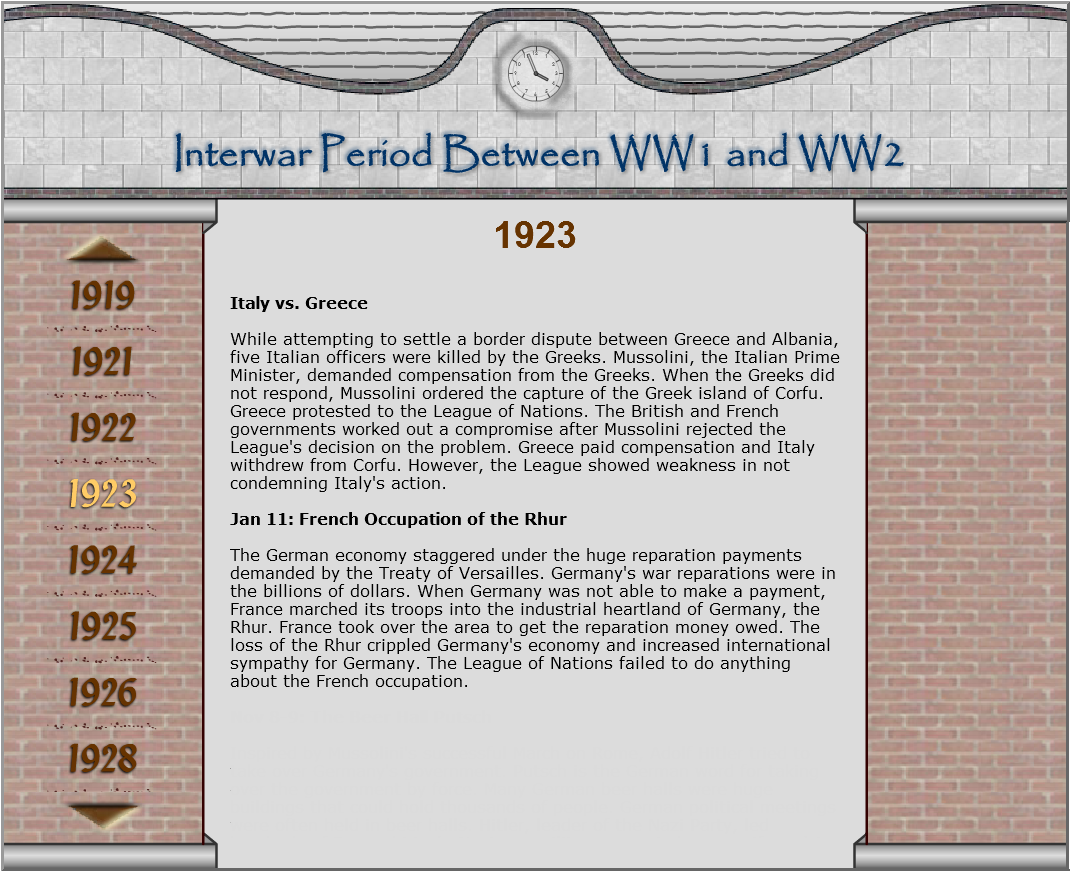 Interwar Period Between WW1 and WW2
1919
1921
1922
1923
1924
1925
1926
1928
1923
Italy vs. Greece
While attempting to settle a border dispute between Greece and Albania,
five Italian officers were killed by the Greeks. Mussolini, the Italian Prime
Minister, demanded compensation from the Greeks. When the Greeks did
not respond, Mussolini ordered the capture of the Greek island of Corfu.
Greece protested to the League of Nations. The British and French
governments worked out a compromise after Mussolini rejected the
League's decision on the problem. Greece paid compensation and Italy
withdrew from Corfu. However, the League showed weakness in not
condemning Italy's action.
Jan 11: French Occupation of the Rhur
The German economy staggered under the huge reparation payments
demanded by the Treaty of Versailles. Germany's war reparations were in
the billions of dollars. When Germany was not able to make a payment,
France marched its troops into the industrial heartland of Germany, the
Rhur. France took over the area to get the reparation money owed. The
loss of the Rhur crippled Germany's economy and increased international
sympathy for Germany. The League of Nations failed to do anything
about the French occupation.